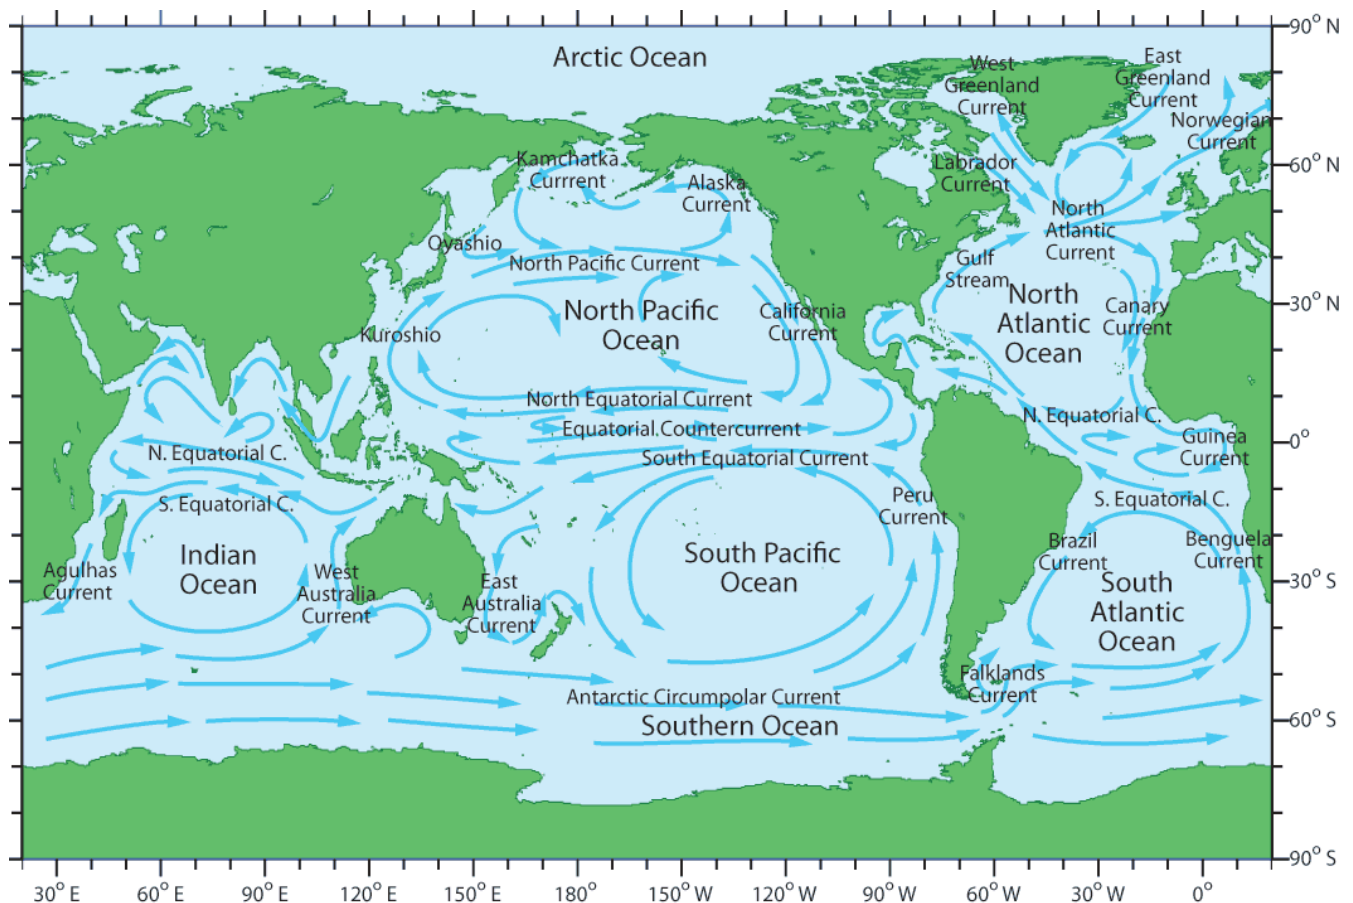 90° N
Arctic Ocean
West
Greenland
Current
East
Greenland
Current
Norwegian
Current
Kamchatka
Currrent
Alaska
Current
Labrador
Current
60° N
North
Atlantic
Current
Oyashio
North Pacific Current
Gulf
Stream
North Pacific
Ocean
California
Current
North
Atlantic
Ocean
Canary
Current
30° N
Kuroshio
North Equatorial Current
Equatorial Countercurrent
South Equatorial Current
N. Equatorial C.
Guinea
Current
0°
N. Equatorial C.
S. Equatorial C.
Peru
Current
S. Equatorial C.
Indian
Ocean
South Pacific
Ocean
Brazil
Current
Benguela
Current
Agulhas
Current
West
Australia
Current
East
Australia
Current
South
Atlantic
Ocean
30° S
Falklands
Current
Antarctic Circumpolar Current
Southern Ocean
60° S
90° S
30° E 60° E 90° E 120° E 150° E 180° 150° W 120° W 90° W 60° W 30° W 0°